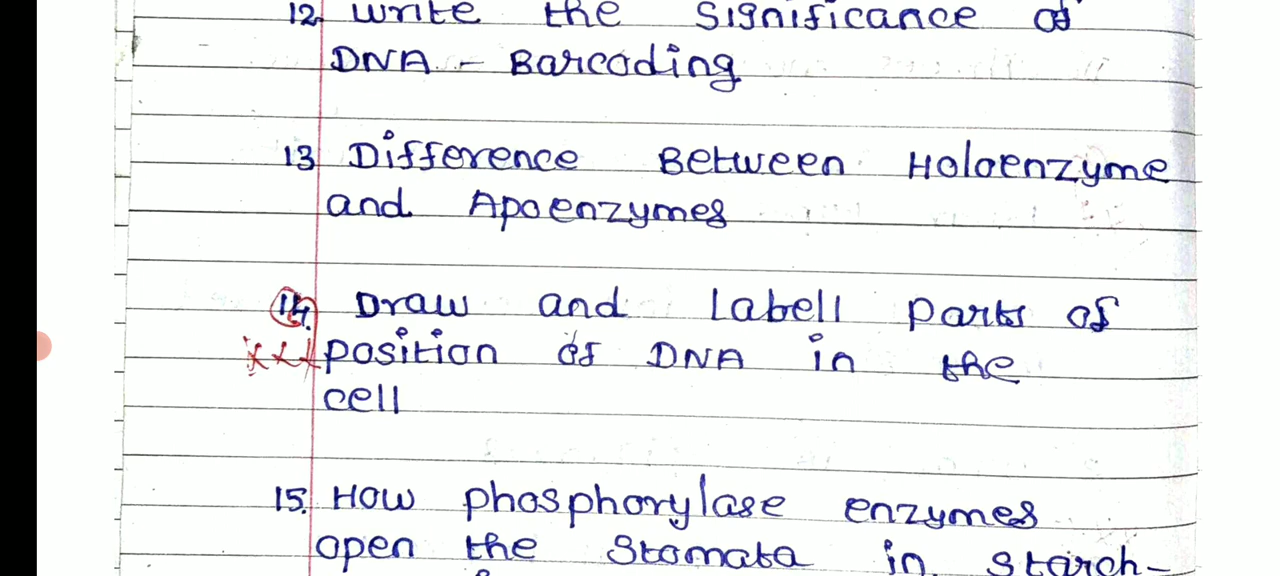 12. Write the Significance of
DNA - Barcoding
13 Difference Between Holoenzyme
and Apoenzymes
14. Draw and Labell Parts of
position of DNA in the
cell
15. How phosphorylase enzymes
open the Stomata in Starch-